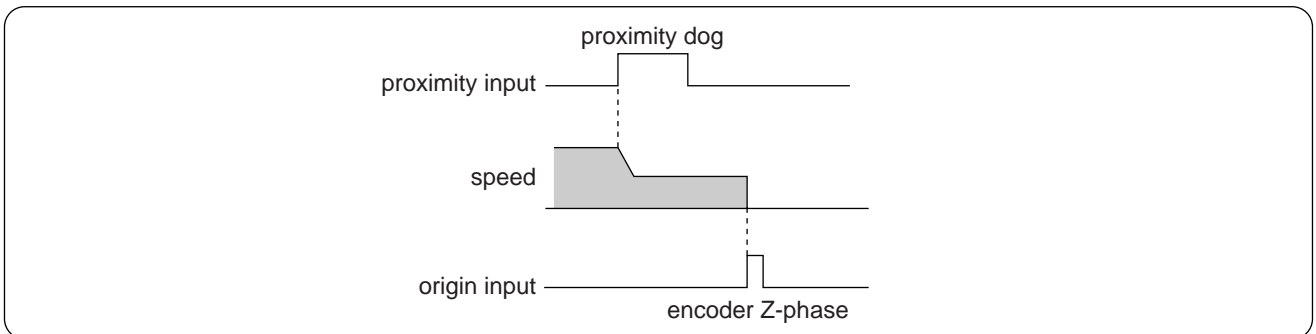 proximity dog
proximity input
speed
origin input
encoder Z-phase